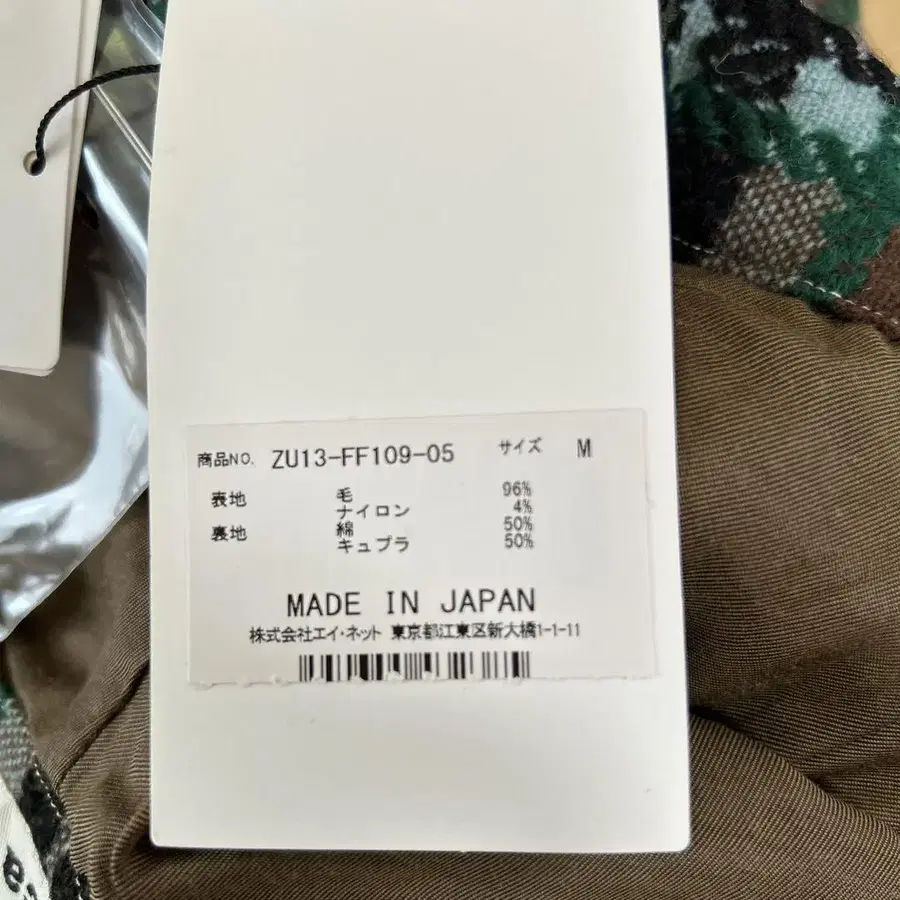 商品NO. ZU13-FF109-05 サイズ M
表地 毛 96%
ナイロン 4%
裏地 綿 50%
キュプラ 50%
MADE IN JAPAN
株式会社エイ・ネット 東京都江東区新大橋1-1-11